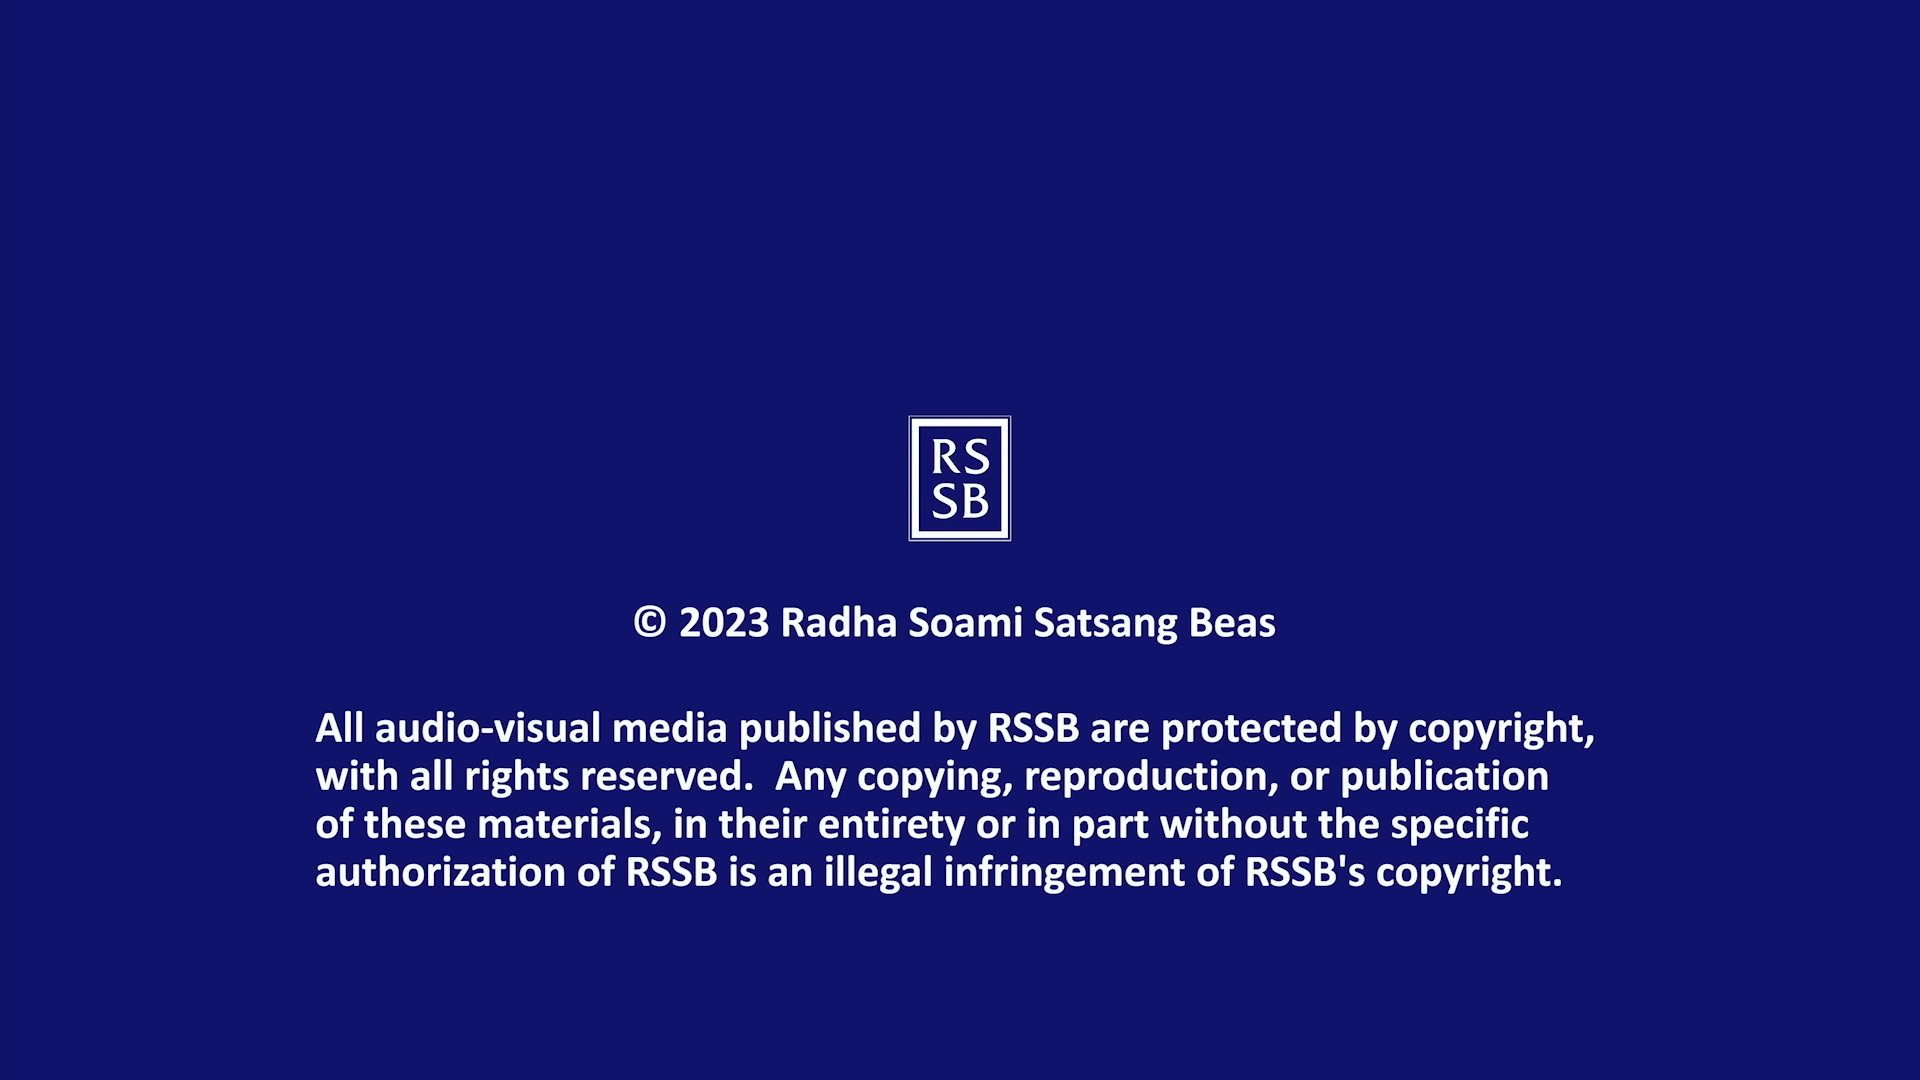 RS
SB
© 2023 Radha Soami Satsang Beas
All audio-visual media published by RSSB are protected by copyright,
with all rights reserved.  Any copying, reproduction, or publication
of these materials, in their entirety or in part without the specific
authorization of RSSB is an illegal infringement of RSSB's copyright.